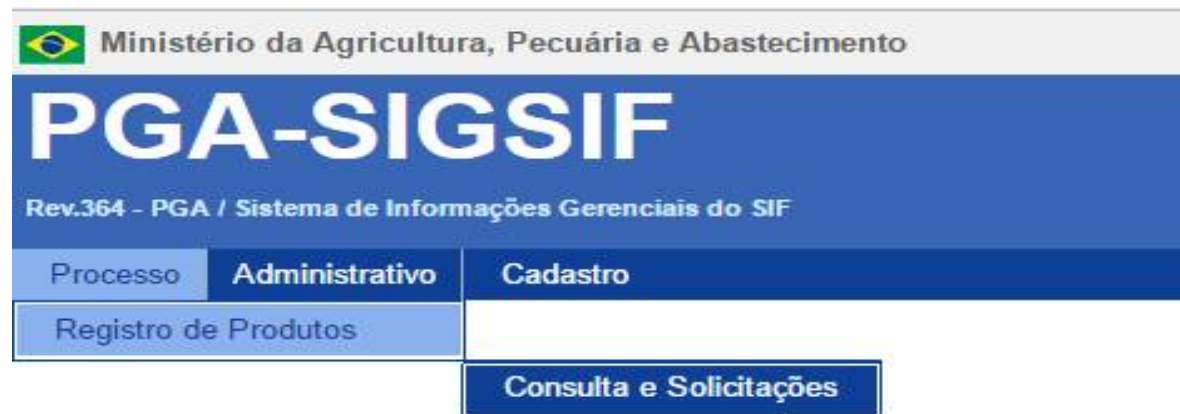 Ministério da Agricultura, Pecuária e Abastecimento
PGA-SIGSIF
Rev.364 - PGA / Sistema de Informações Gerenciais do SIF
Processo Administrativo Cadastro
Registro de Produtos
Consulta e Solicitações